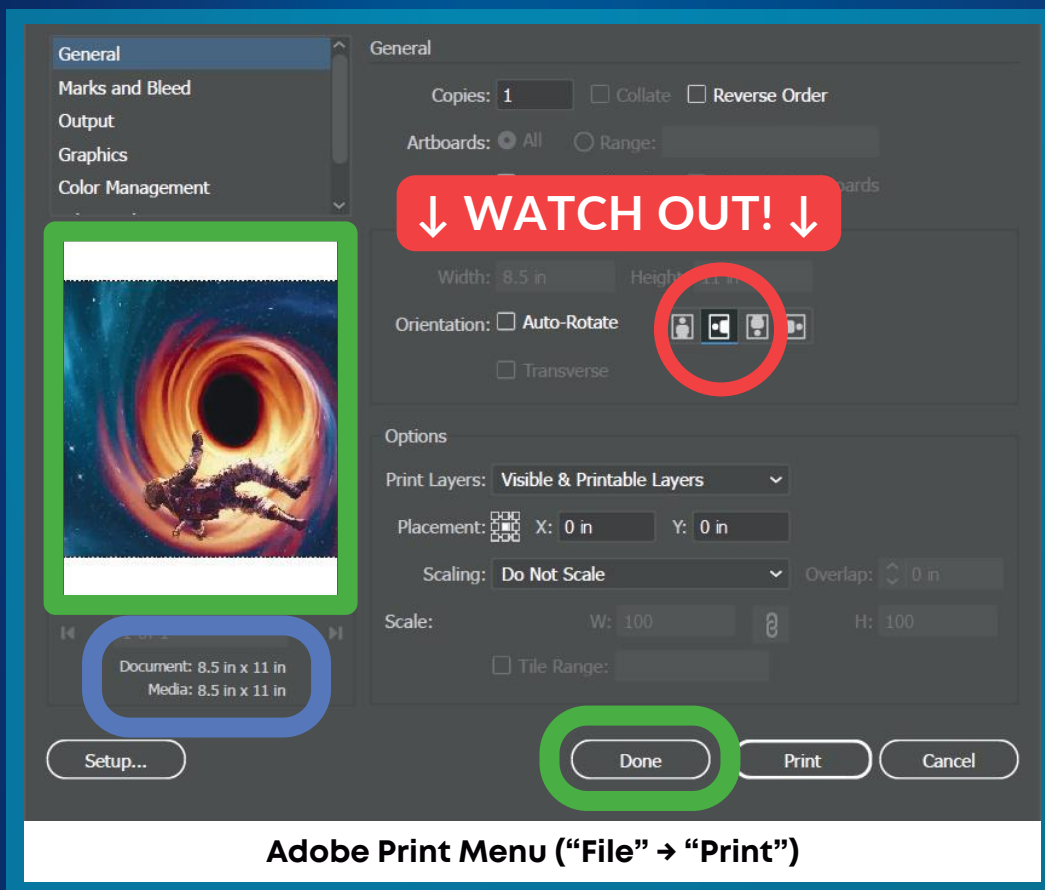 General
Marks and Bleed
Output
Graphics
Color Management
General
Copies: 1 Collate Reverse Order
Artboards: All Range:
↓ WATCH OUT! ↓
Width: 8.5 in Height: 11 in
Orientation: Auto-Rotate
Transverse
Options
Print Layers: Visible & Printable Layers
Placement: X: 0 in Y: 0 in
Scaling: Do Not Scale Overlap: 0 in
Scale: W: 100 H: 100
Tile Range:
Document: 8.5 in x 11 in
Media: 8.5 in x 11 in
Setup...
Done Print Cancel
Adobe Print Menu (“File” → “Print”)